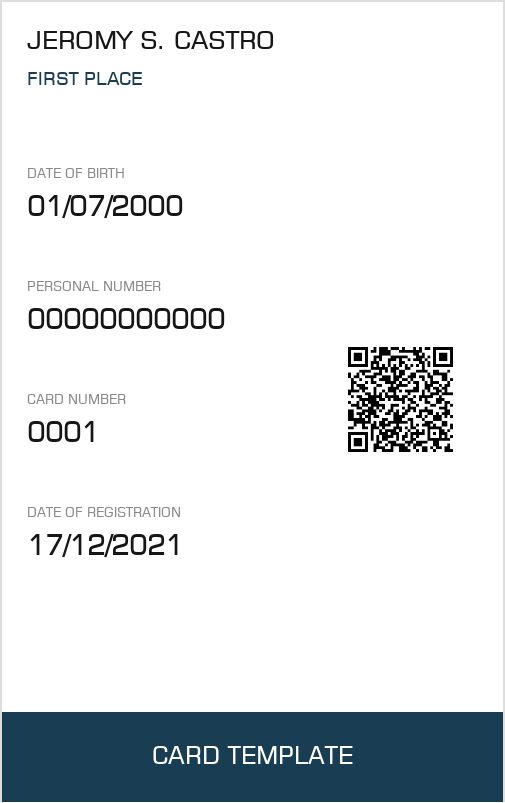 JEROMY S. CASTRO
FIRST PLACE
DATE OF BIRTH
01/07/2000
PERSONAL NUMBER
00000000000
CARD NUMBER
0001
DATE OF REGISTRATION
17/12/2021
CARD TEMPLATE